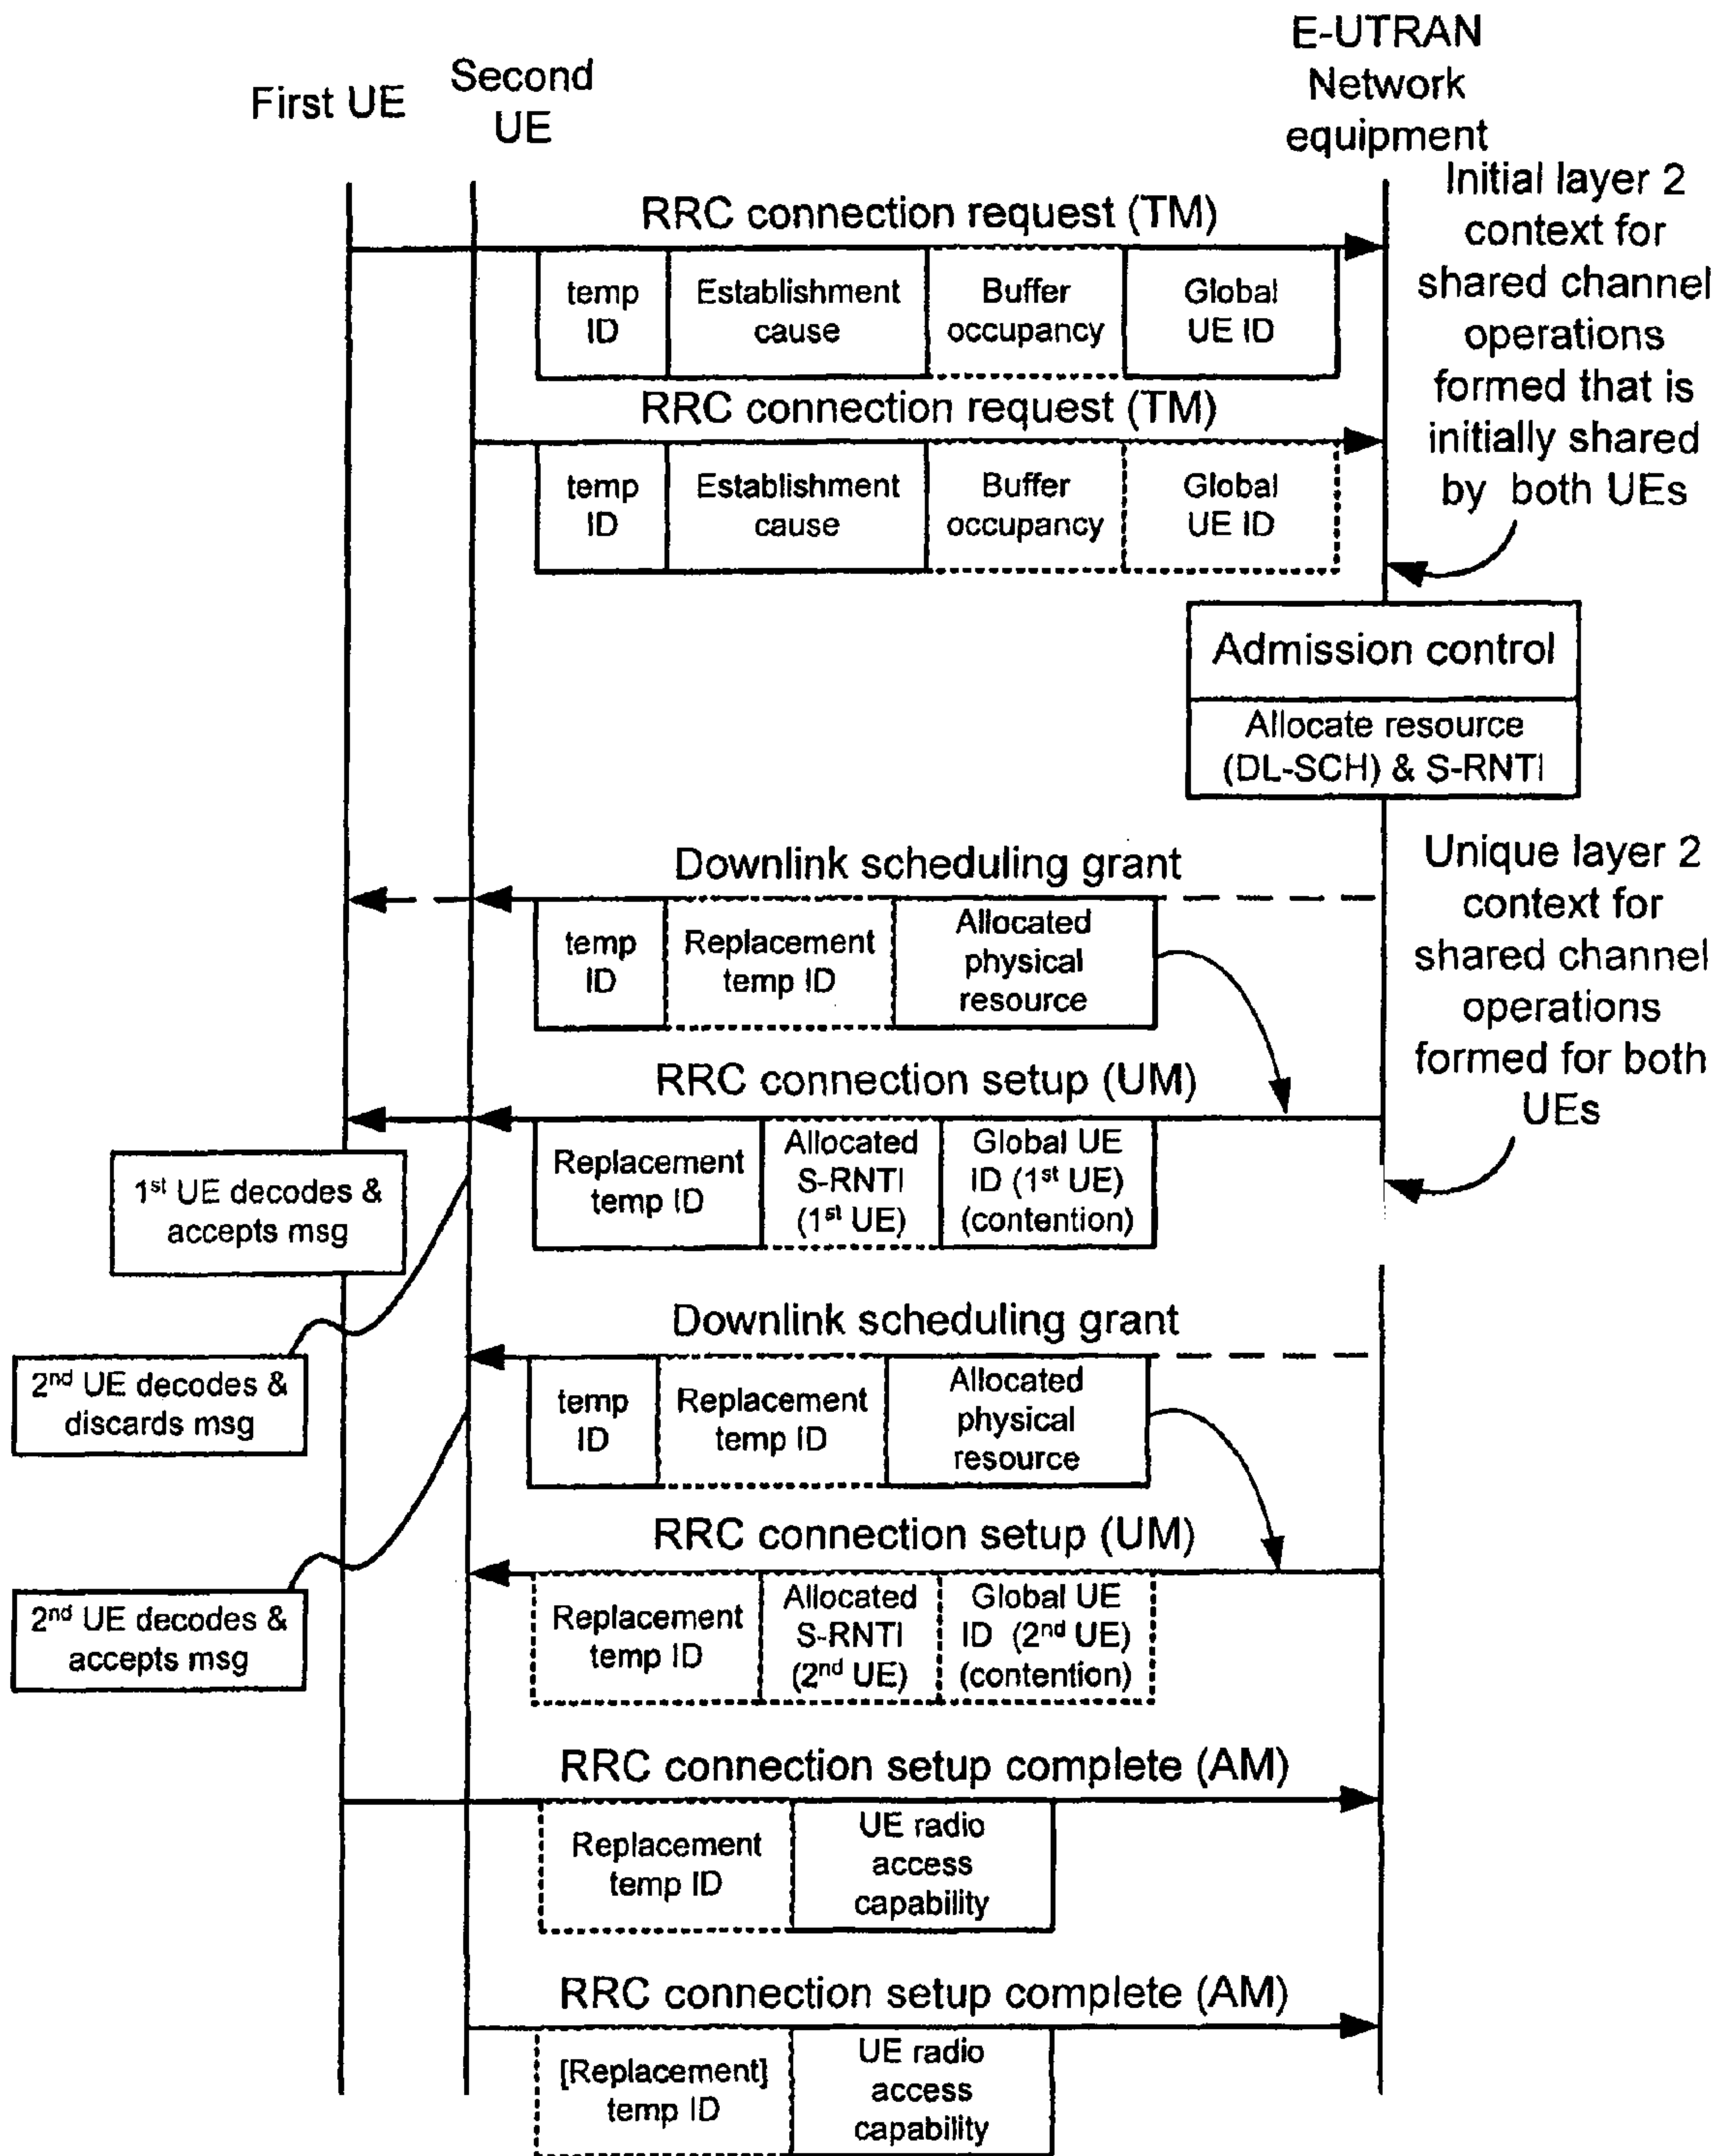 First UE
Second
UE
E-UTRAN
Network
equipment
Initial layer 2
context for
shared channel
operations
formed that is
initially shared
by both UEs
RRC connection request (TM)
temp
ID
Establishment
cause
Buffer
occupancy
Global
UE ID
RRC connection request (TM)
temp
ID
Establishment
cause
Buffer
occupancy
Global
UE ID
Admission control
Allocate resource
(DL-SCH) & S-RNTI
Unique layer 2
context for
shared channel
operations
formed for both
UEs
Downlink scheduling grant
temp
ID
Replacement
temp ID
Allocated
physical
resource
RRC connection setup (UM)
Replacement
temp ID
Allocated
S-RNTI
(1st UE)
Global UE
ID (1st UE)
(contention)
1st UE decodes &
accepts msg
2nd UE decodes &
discards msg
Downlink scheduling grant
temp
ID
Replacement
temp ID
Allocated
physical
resource
RRC connection setup (UM)
Replacement
temp ID
Allocated
S-RNTI
(2nd UE)
Global UE
ID (2nd UE)
(contention)
2nd UE decodes &
accepts msg
RRC connection setup complete (AM)
Replacement
temp ID
UE radio
access
capability
RRC connection setup complete (AM)
[Replacement]
temp ID
UE radio
access
capability